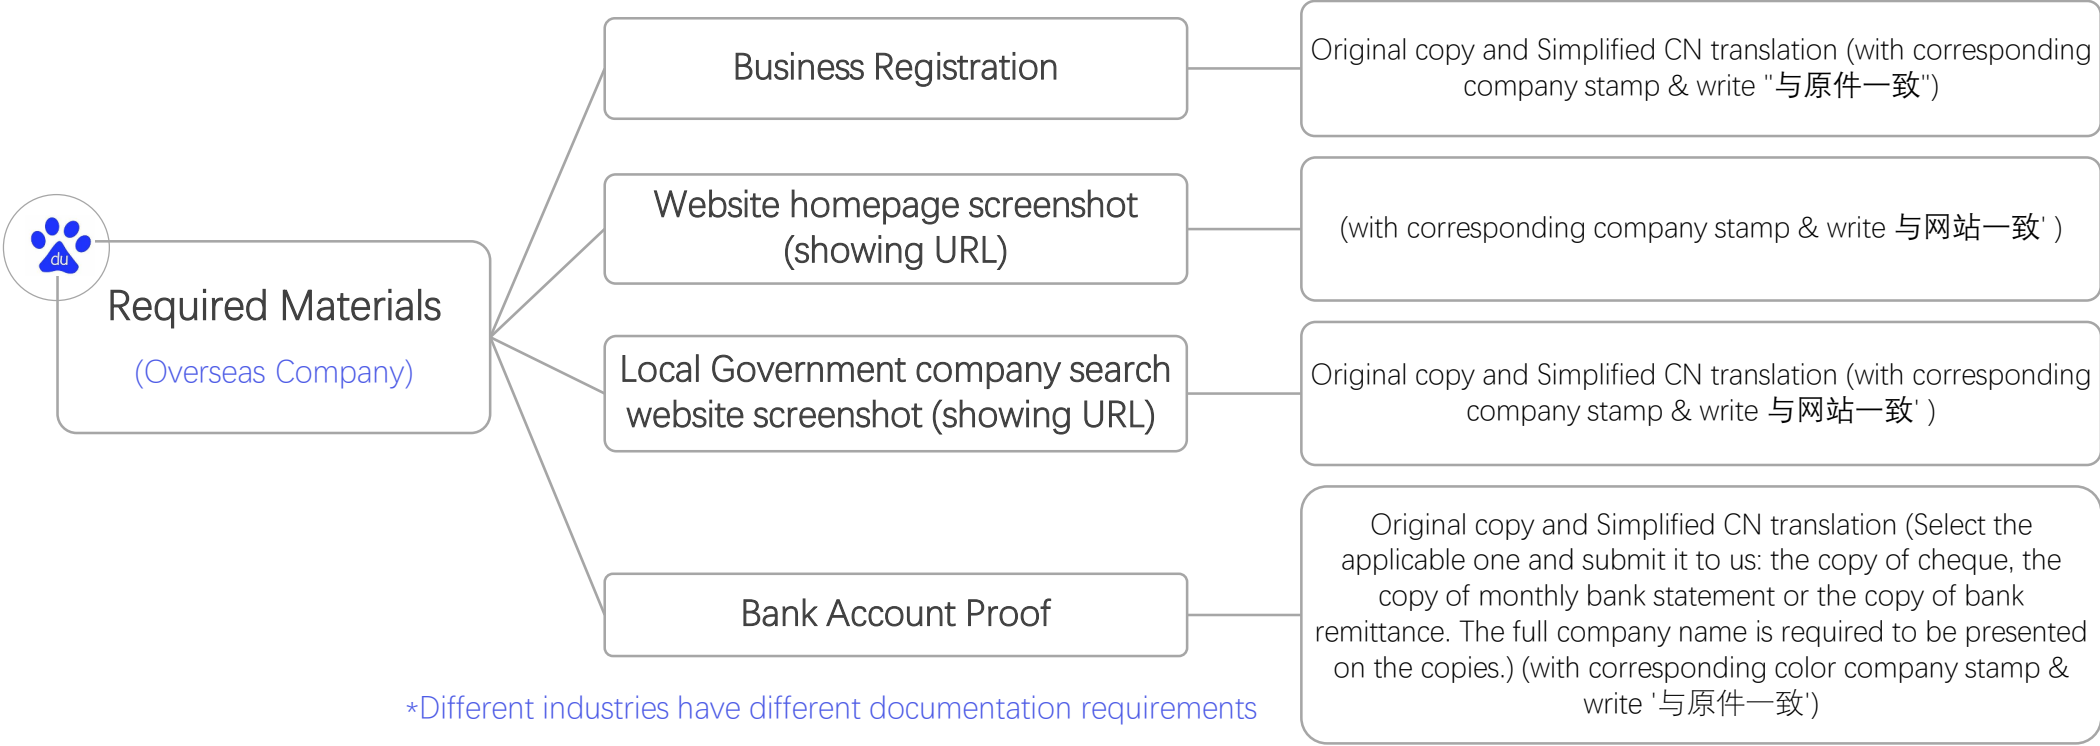 du
Required Materials
(Overseas Company)
Business Registration
Original copy and Simplified CN translation (with corresponding
company stamp & write "与原件一致")
Website homepage screenshot
(showing URL)
(with corresponding company stamp & write 与网站一致' )
Local Government company search
website screenshot (showing URL)
Original copy and Simplified CN translation (with corresponding
company stamp & write 与网站一致' )
Bank Account Proof
Original copy and Simplified CN translation (Select the
applicable one and submit it to us: the copy of cheque, the
copy of monthly bank statement or the copy of bank
remittance. The full company name is required to be presented
on the copies.) (with corresponding color company stamp &
write '与原件一致')
*Different industries have different documentation requirements